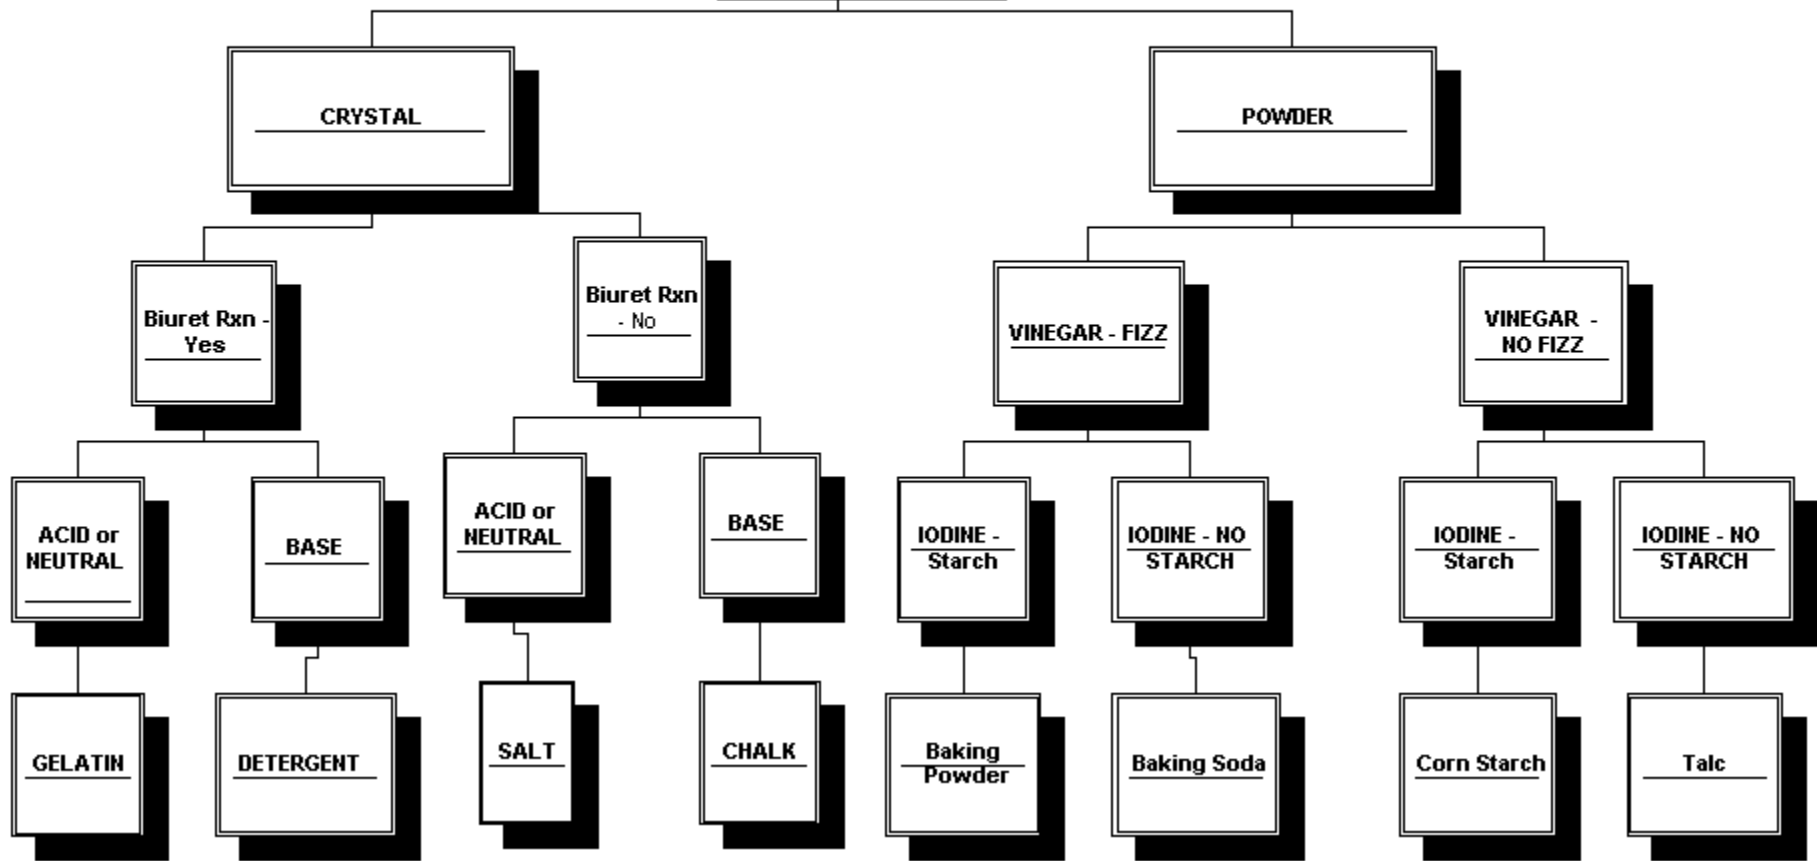 CRYSTAL
POWDER
Biuret Rxn -
Yes
Biuret Rxn
- No
VINEGAR - FIZZ
VINEGAR -
NO FIZZ
ACID or
NEUTRAL
BASE
ACID or
NEUTRAL
BASE
IODINE -
Starch
IODINE - NO
STARCH
IODINE -
Starch
IODINE - NO
STARCH
GELATIN
DETERGENT
SALT
CHALK
Baking
Powder
Baking Soda
Corn Starch
Talc